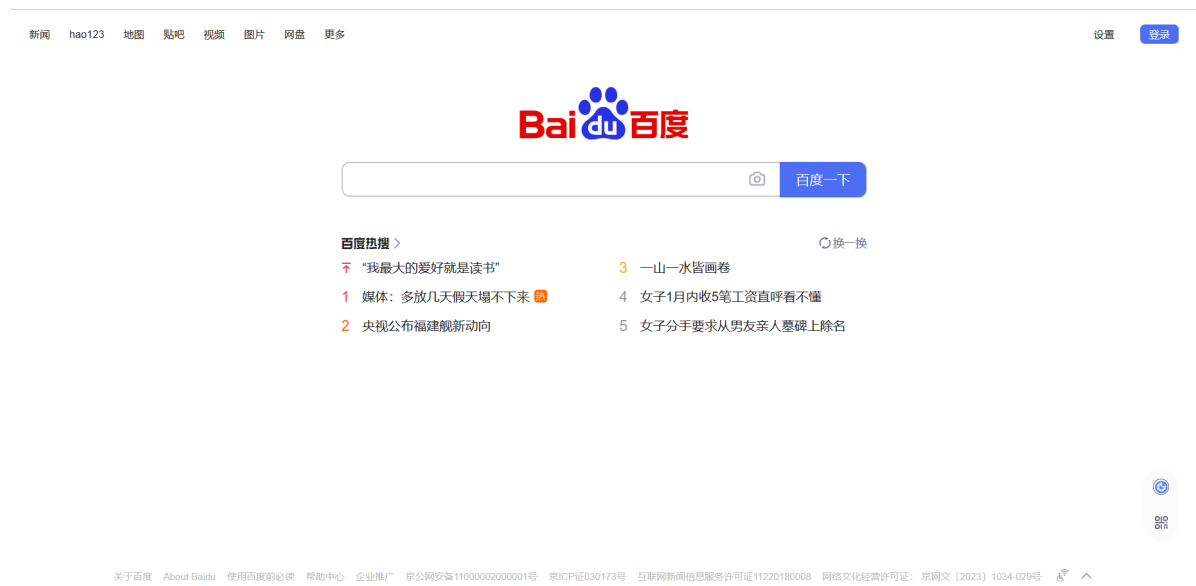 新闻 hao123 地图 贴吧 视频 图片 网盘 更多 设置 登录
Bai du 百度
百度一下
百度热搜 换一换
“我最大的爱好就是读书”
1 媒体：多放几天假天塌不下来 热
2 央视公布福建舰新动向
3 一山一水皆画卷
4 女子1月内收5笔工资直呼看不懂
5 女子分手要求从男友亲人墓碑上除名
关于百度 About Baidu 使用百度前必读 帮助中心 企业推广 京公网安备11000002000001号 京ICP证030173号 互联网新闻信息服务许可证11220180008 网络文化经营许可证： 京网文〔2023〕1034-029号